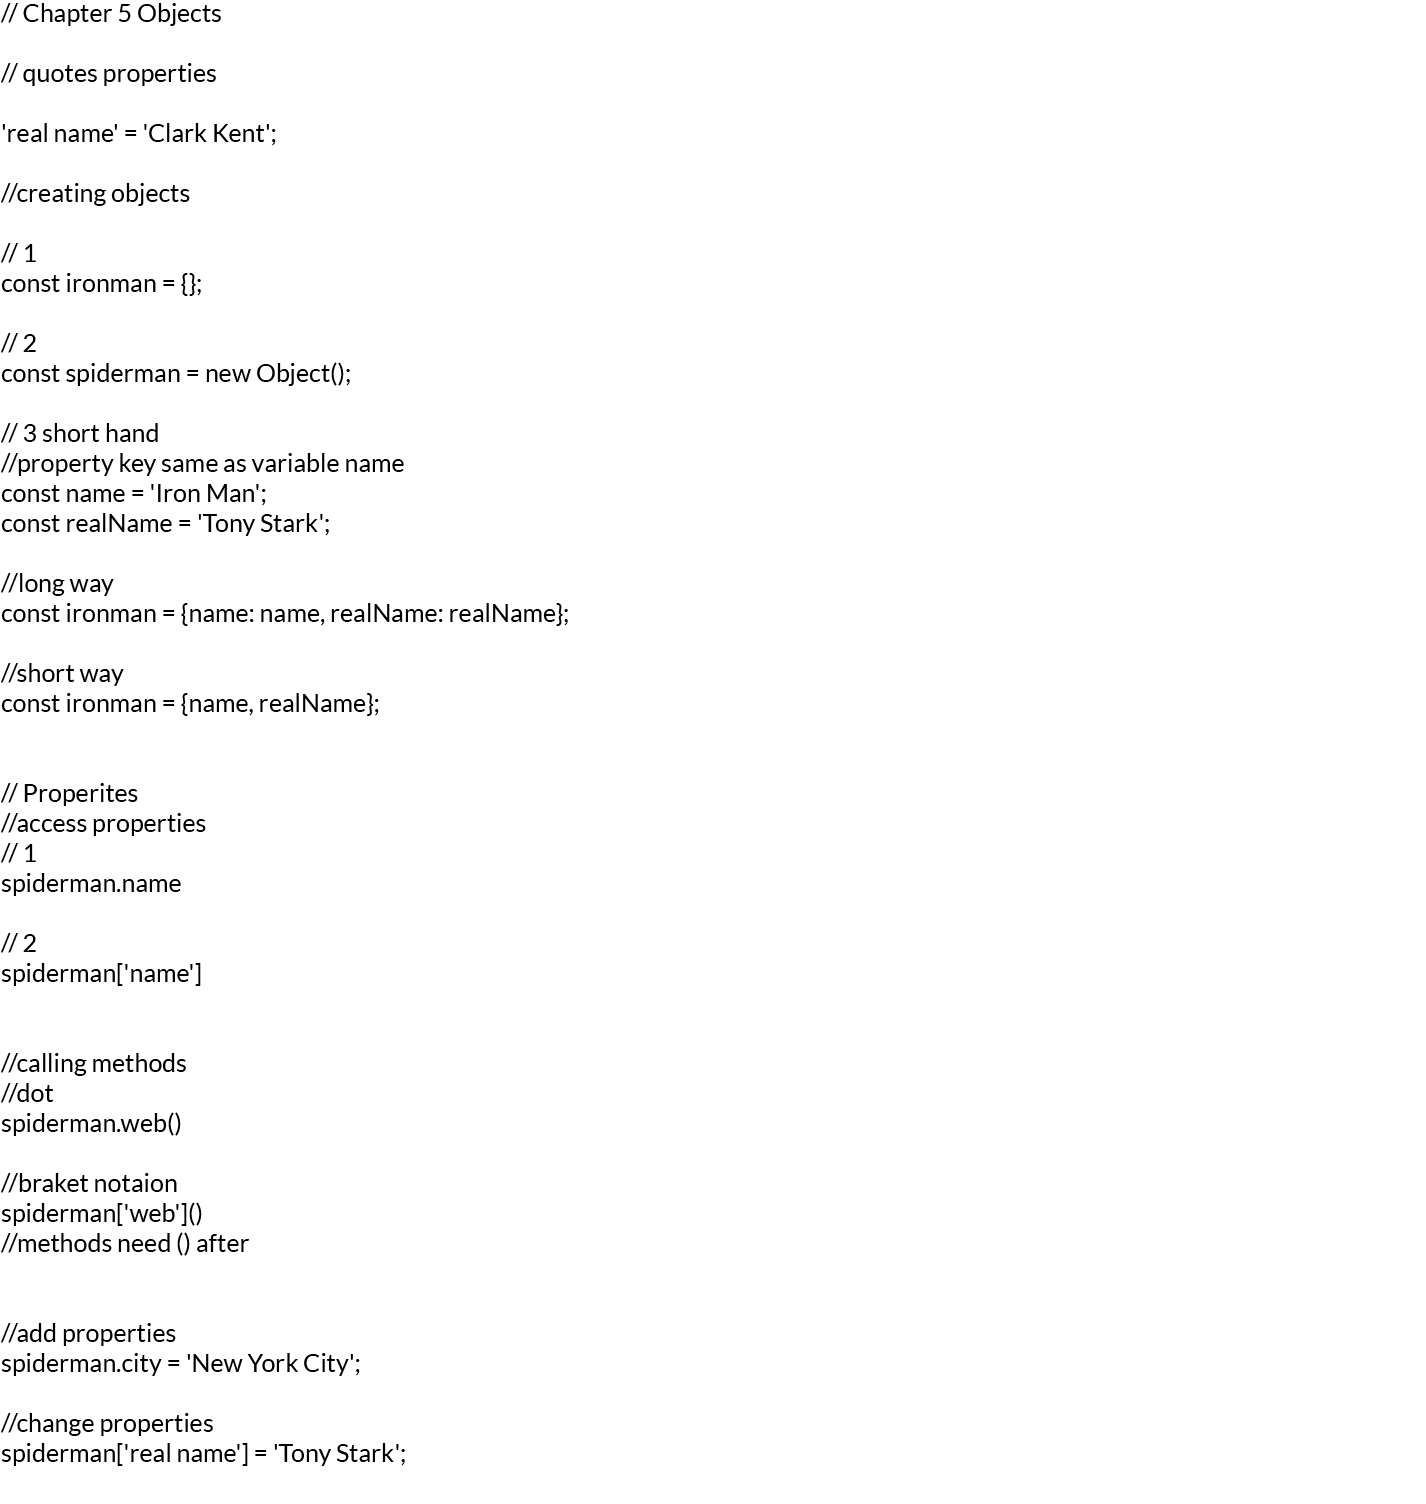 // Chapter 5 Objects
// quotes properties
'real name' = 'Clark Kent';
//creating objects
// 1
const ironman = {};
// 2
const spiderman = new Object();
// 3 short hand
//property key same as variable name
const name = 'Iron Man';
const realName = 'Tony Stark';
//long way
const ironman = {name: name, realName: realName};
//short way
const ironman = {name, realName};
// Properites
//access properties
// 1
spiderman.name
// 2
spiderman['name']
//calling methods
//dot
spiderman.web()
//braket notaion
spiderman['web']()
//methods need () after
//add properties
spiderman.city = 'New York City';
//change properties
spiderman['real name'] = 'Tony Stark';